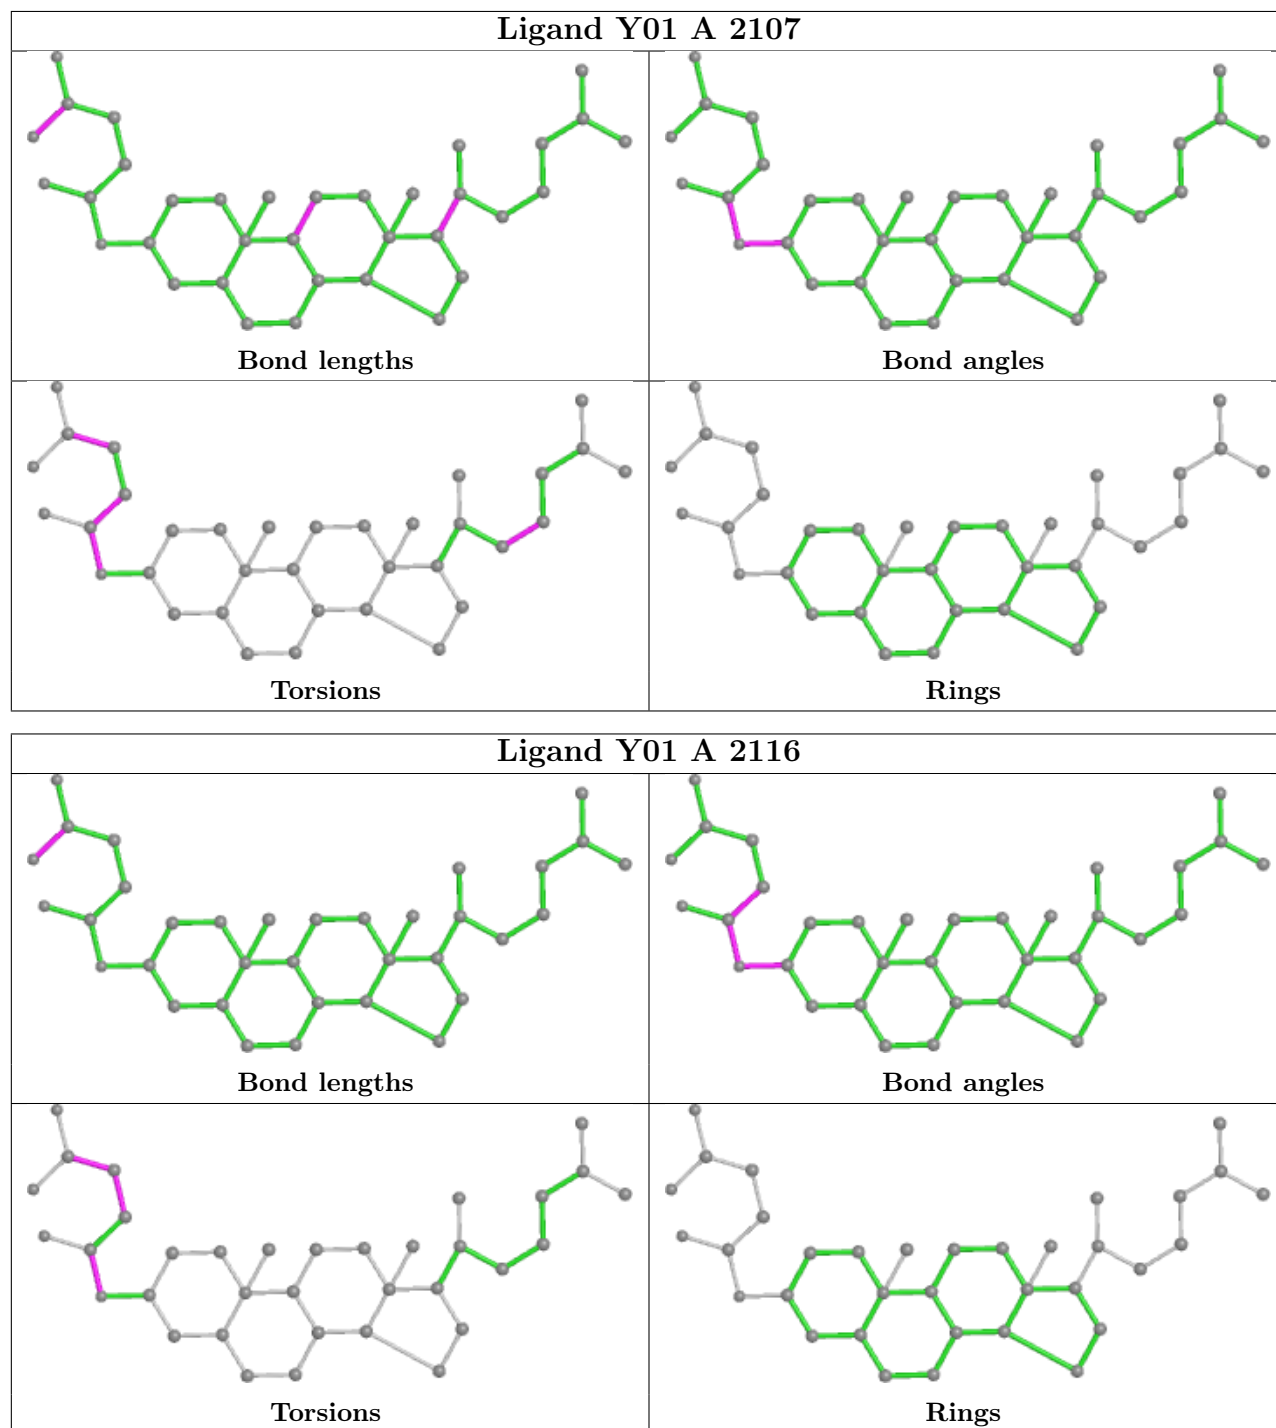 Ligand Y01 A 2107
Bond lengths
Bond angles
Torsions
Rings
Ligand Y01 A 2116
Bond lengths
Bond angles
Torsions
Rings